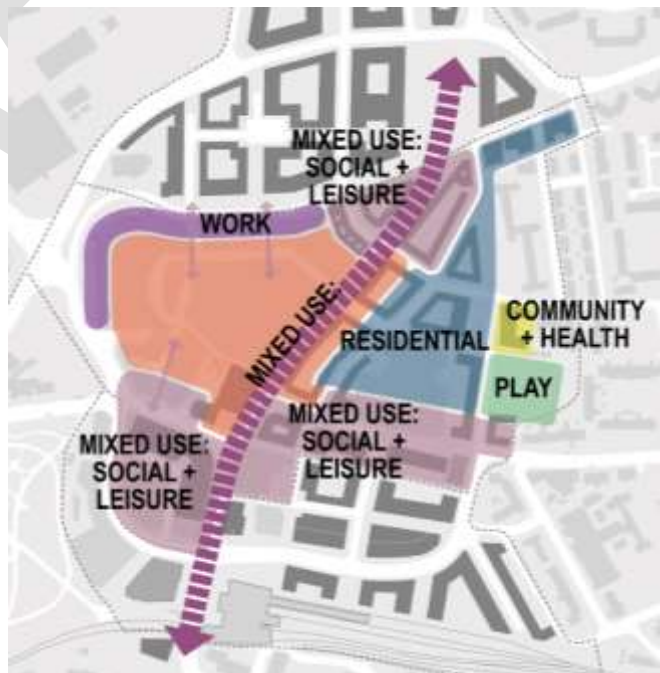 MIXED USE:
SOCIAL +
LEISURE
WORK
MIXED USE:
RESIDENTIAL
COMMUNITY
+ HEALTH
PLAY
MIXED USE:
SOCIAL +
LEISURE
MIXED USE:
SOCIAL +
LEISURE